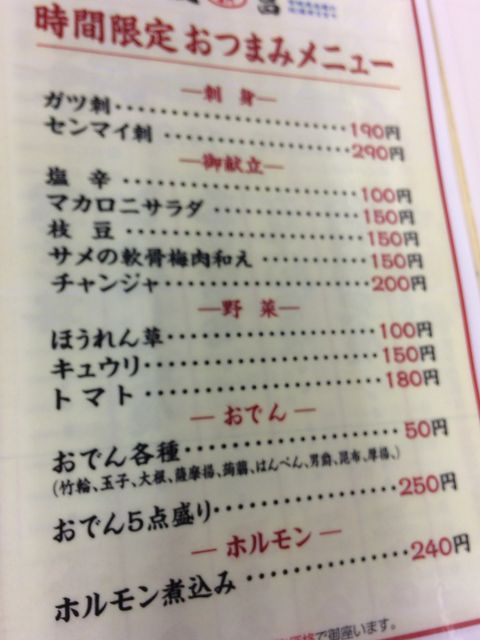 時間限定おつまみメニュー
―刺身―
ガツ刺・・・・・・・・・・・・・・・・190円
センマイ刺・・・・・・・・・・・・・・290円
―御献立―
塩辛・・・・・・・・・・・・・・・・・100円
マカロニサラダ・・・・・・・・・・150円
枝豆・・・・・・・・・・・・・・・・・150円
サメの軟骨梅肉和え・・・・・・・150円
チャンジャ・・・・・・・・・・・・・200円
―野菜―
ほうれん草・・・・・・・・・・・・・100円
キュウリ・・・・・・・・・・・・・・・150円
トマト・・・・・・・・・・・・・・・・180円
―おでん―
おでん各種・・・・・・・・・・・・・50円
(竹輪、玉子、大根、薩摩揚、蒟蒻、はんぺん、男爵、昆布、厚揚、)
おでん5点盛り・・・・・・・・・・・250円
―ホルモン―
ホルモン煮込み・・・・・・・・・・240円
で御座います。